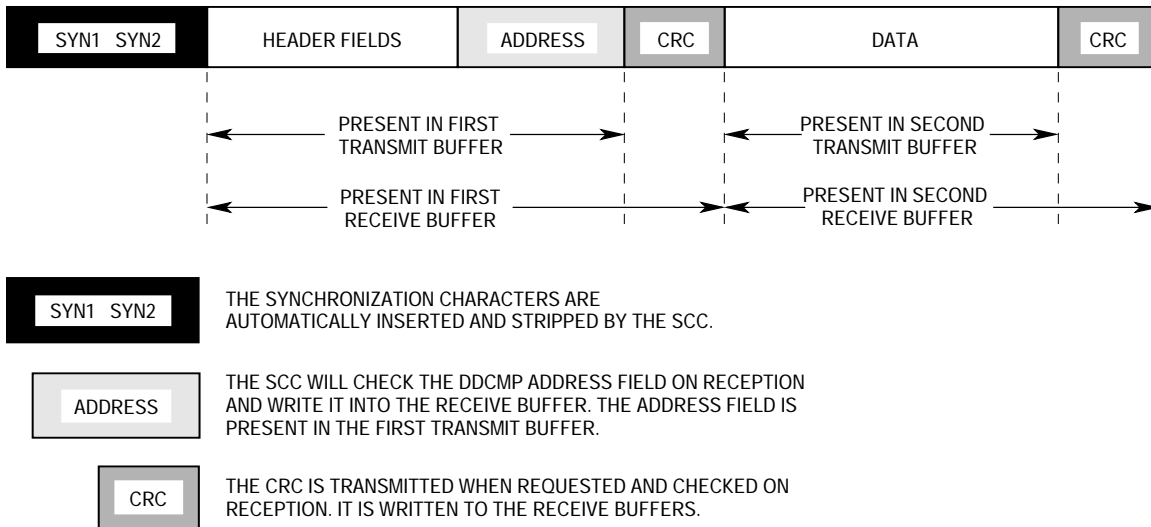 SYN1 SYN2 HEADER FIELDS ADDRESS CRC DATA CRC
PRESENT IN FIRST
TRANSMIT BUFFER
PRESENT IN SECOND
TRANSMIT BUFFER
PRESENT IN FIRST
RECEIVE BUFFER
PRESENT IN SECOND
RECEIVE BUFFER
SYN1 SYN2
THE SYNCHRONIZATION CHARACTERS ARE
AUTOMATICALLY INSERTED AND STRIPPED BY THE SCC.
ADDRESS
THE SCC WILL CHECK THE DDCMP ADDRESS FIELD ON RECEPTION
AND WRITE IT INTO THE RECEIVE BUFFER. THE ADDRESS FIELD IS
PRESENT IN THE FIRST TRANSMIT BUFFER.
CRC
THE CRC IS TRANSMITTED WHEN REQUESTED AND CHECKED ON
RECEPTION. IT IS WRITTEN TO THE RECEIVE BUFFERS.